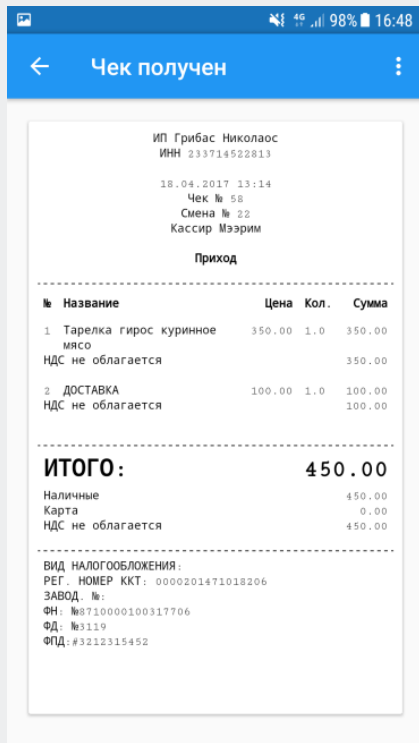 4G 98% 16:48
Чек получен
ИП Грибас Николаос
ИНН 233714522813
18.04.2017 13:14
Чек № 58
Смена № 22
Кассир Мээрим
Приход
№ Название Цена Кол. Сумма
1 Тарелка гирос куринное 350.00 1.0 350.00
мясо
НДС не облагается 350.00
2 ДОСТАВКА 100.00 1.0 100.00
НДС не облагается 100.00
ИТОГО: 450.00
Наличные 450.00
Карта 0.00
НДС не облагается 450.00
ВИД НАЛОГООБЛОЖЕНИЯ:
РЕГ. НОМЕР ККТ: 0000201471018206
ЗАВОД. №:
ФН: №8710000100317706
ФД: №3119
ФПД:#3212315452